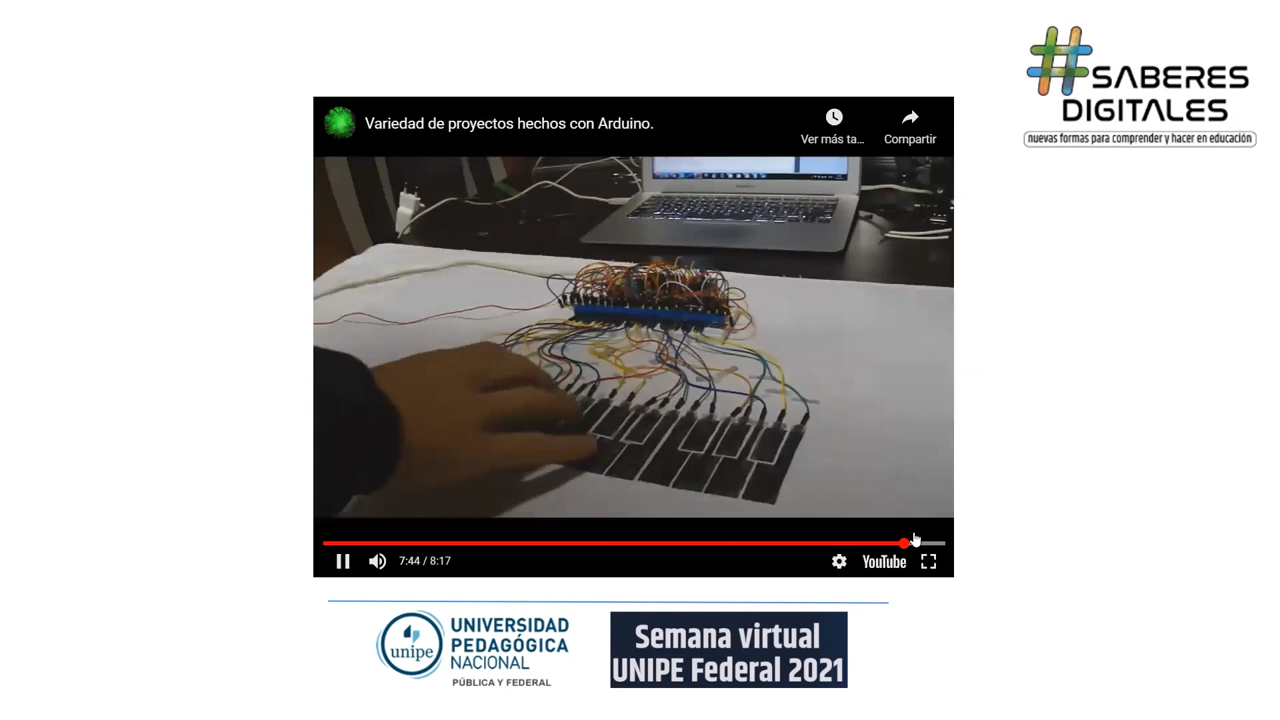 #SABERES
DIGITALES
nuevas formas para comprender y hacer en educación
Variedad de proyectos hechos con Arduino.
Ver más ta...
Compartir
7:44 / 8:17
YouTube
unipe
UNIVERSIDAD
PEDAGÓGICA
NACIONAL
PÚBLICA Y FEDERAL
Semana virtual
UNIPE Federal 2021